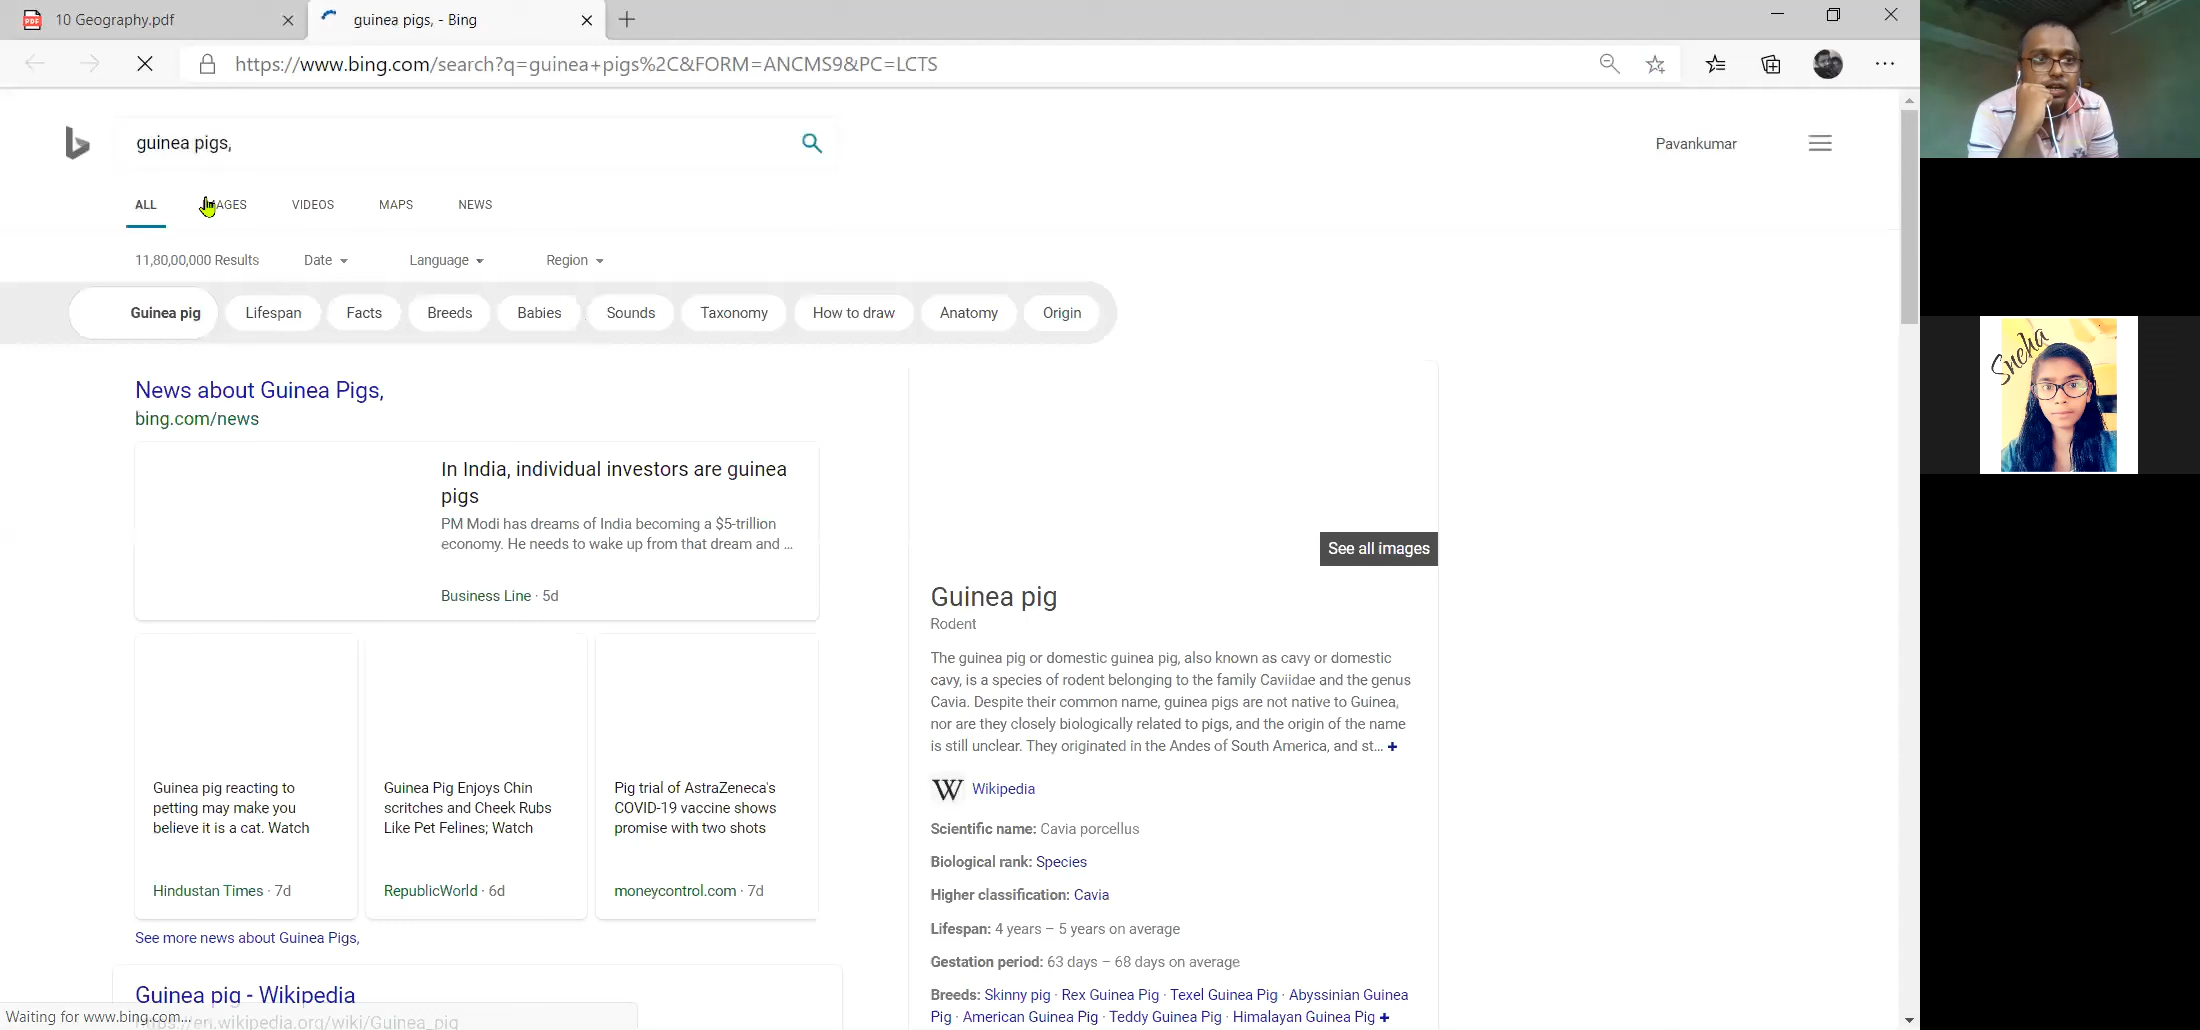 10 Geography.pdf
guinea pigs, - Bing
https://www.bing.com/search?q=guinea+pigs%2C&FORM=ANCMS9&PC=LCTS
guinea pigs,
Pavankumar
ALL
VIDEOS
MAPS
NEWS
11,80,00,000 Results
Date
Language
Region
Guinea pig
Lifespan
Facts
Breeds
Babies
Sounds
Taxonomy
How to draw
Anatomy
Origin
News about Guinea Pigs,
bing.com/news
In India, individual investors are guinea
pigs
PM Modi has dreams of India becoming a $5-trillion
economy. He needs to wake up from that dream and ...
Business Line · 5d
Guinea pig reacting to
petting may make you
believe it is a cat. Watch
Hindustan Times · 7d
Guinea Pig Enjoys Chin
scritches and Cheek Rubs
Like Pet Felines; Watch
RepublicWorld · 6d
Pig trial of AstraZeneca's
COVID-19 vaccine shows
promise with two shots
moneycontrol.com · 7d
See more news about Guinea Pigs,
Guinea pig - Wikipedia
https://en.wikipedia.org/wiki/Guinea_pig
Waiting for www.bing.com...
See all images
Guinea pig
Rodent
The guinea pig or domestic guinea pig, also known as cavy or domestic
cavy, is a species of rodent belonging to the family Caviidae and the genus
Cavia. Despite their common name, guinea pigs are not native to Guinea,
nor are they closely biologically related to pigs, and the origin of the name
is still unclear. They originated in the Andes of South America, and st... +
Wikipedia
Scientific name: Cavia porcellus
Biological rank: Species
Higher classification: Cavia
Lifespan: 4 years – 5 years on average
Gestation period: 63 days – 68 days on average
Breeds: Skinny pig · Rex Guinea Pig · Texel Guinea Pig · Abyssinian Guinea
Pig · American Guinea Pig · Teddy Guinea Pig · Himalayan Guinea Pig +
Sneha